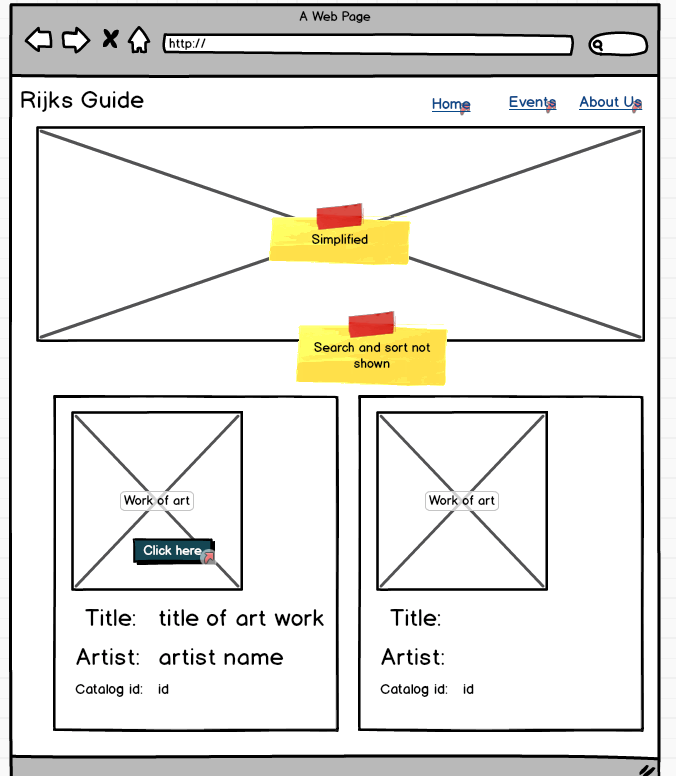 A Web Page
http://
Rijks Guide
Home Events About Us
Simplified
Search and sort not
shown
Work of art
Click here
Title: title of art work
Artist: artist name
Catalog id: id
Work of art
Title:
Artist:
Catalog id: id